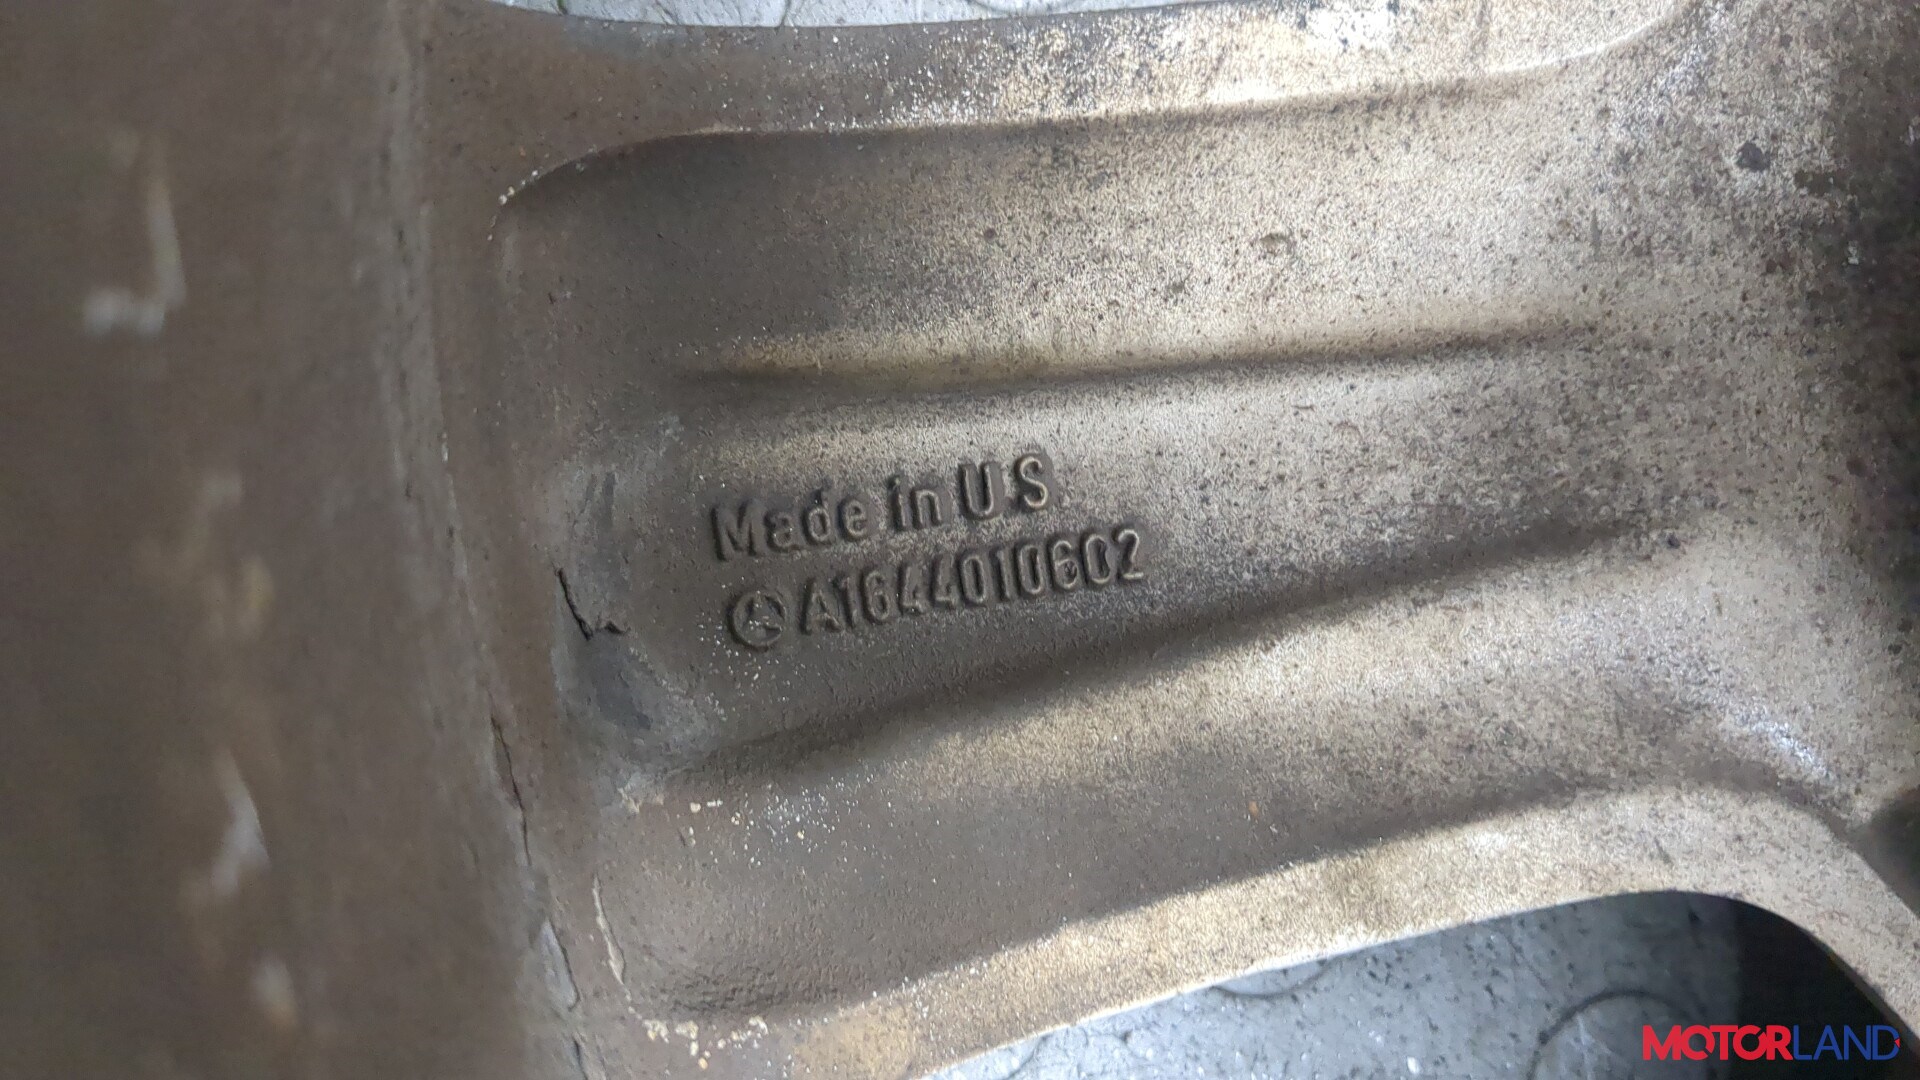 Made in U S
A1644010602
MOTORLAND